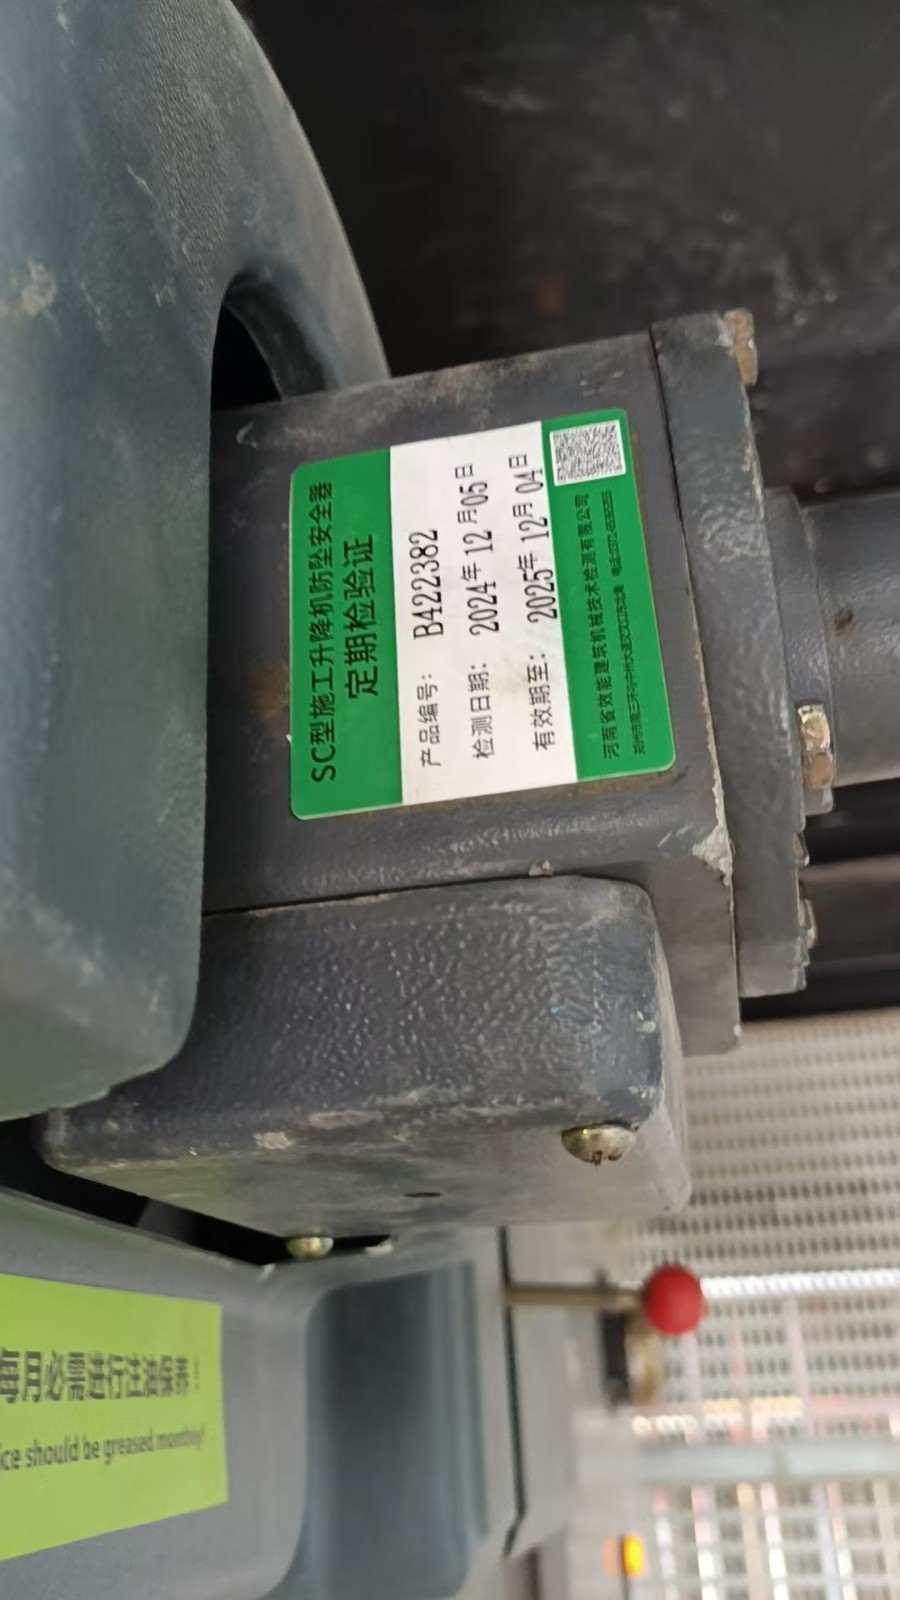 SC型施工升降机防坠安全器
定期检验证
产品编号: B422382
检测日期: 2024年12月05日
有效期至: 2025年12月04日
河南省效能建筑机械技术检测有限公司
每月必需进行注油保养！
ice should be greased monthly!